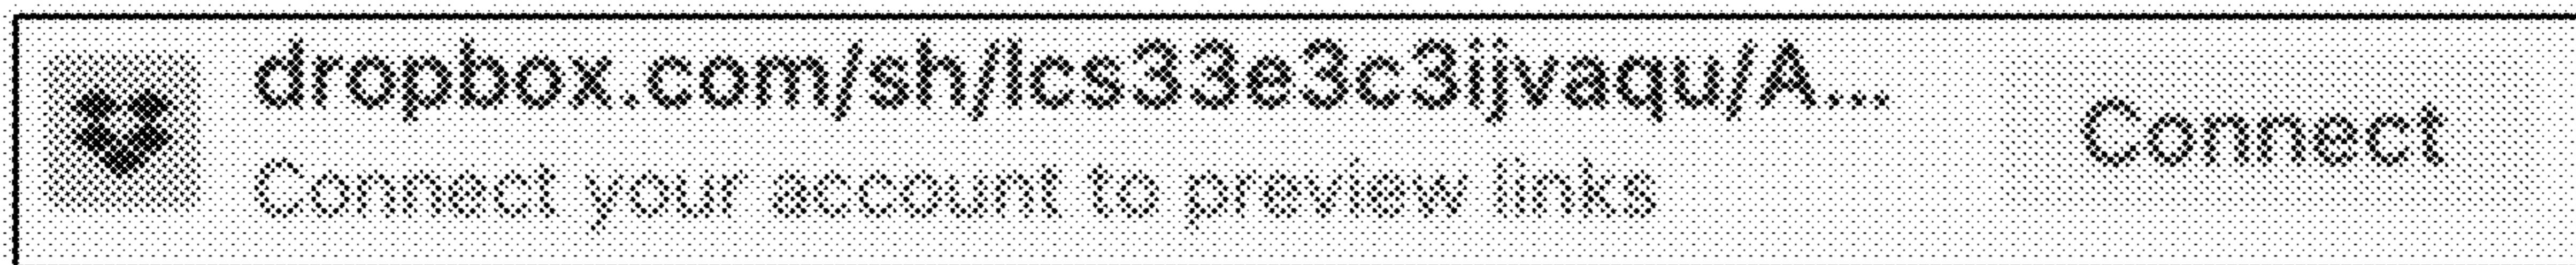 dropbox.com/sh/lcs33e3c3ijvaqu/A...
Connect your account to preview links
Connect